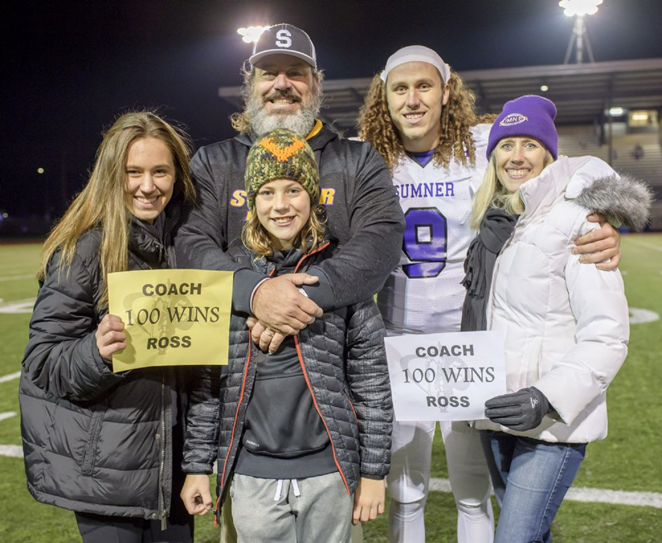 S
SUMNER
9
COACH
100 WINS
ROSS
COACH
100 WINS
ROSS